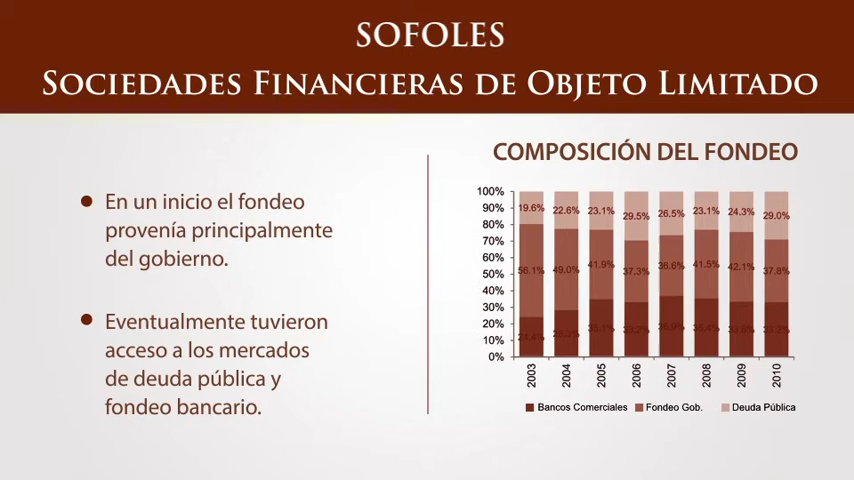 SOFOLES
SOCIEDADES FINANCIERAS DE OBJETO LIMITADO
En un inicio el fondeo
provenía principalmente
del gobierno.
Eventualmente tuvieron
acceso a los mercados
de deuda pública y
fondeo bancario.
COMPOSICIÓN DEL FONDEO
100%
90%
80%
70%
60%
50%
40%
30%
20%
10%
0%
19.6% 22.6% 23.1% 29.5% 26.5% 23.1% 24.3% 29.0%
56.1% 49.0% 41.9% 37.3% 36.6% 41.5% 42.1% 37.8%
2003 2004 2005 2006 2007 2008 2009 2010
Bancos Comerciales Fondeo Gob. Deuda Pública